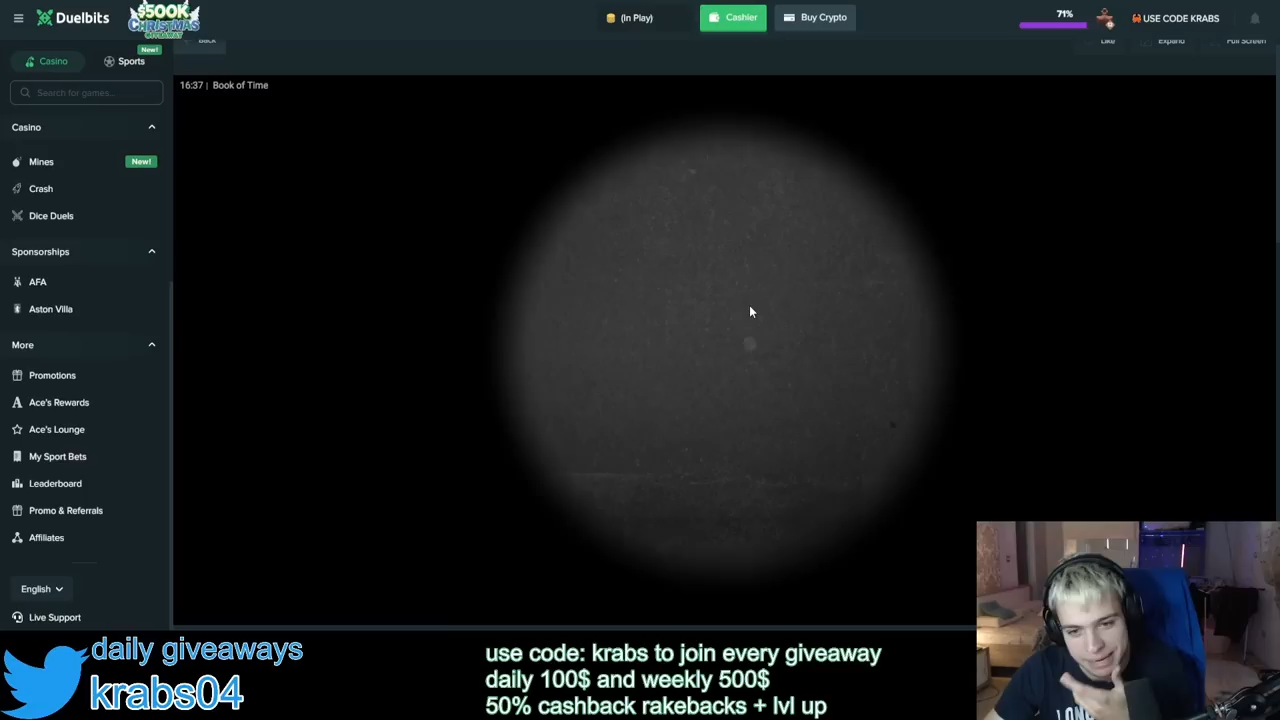 Duelbits
$500K
CHRISTMAS
GIVEAWAY
(In Play)
Cashier
Buy Crypto
71%
USE CODE KRABS
Casino
New!
Sports
Back
Like
Expand
Full Screen
Search for games...
16:37 | Book of Time
Casino
Mines
New!
Crash
Dice Duels
Sponsorships
AFA
Aston Villa
More
Promotions
Ace's Rewards
Ace's Lounge
My Sport Bets
Leaderboard
Promo & Referrals
Affiliates
English
Live Support
daily giveaways
krabs04
use code: krabs to join every giveaway
daily 100$ and weekly 500$
50% cashback rakebacks + lvl up